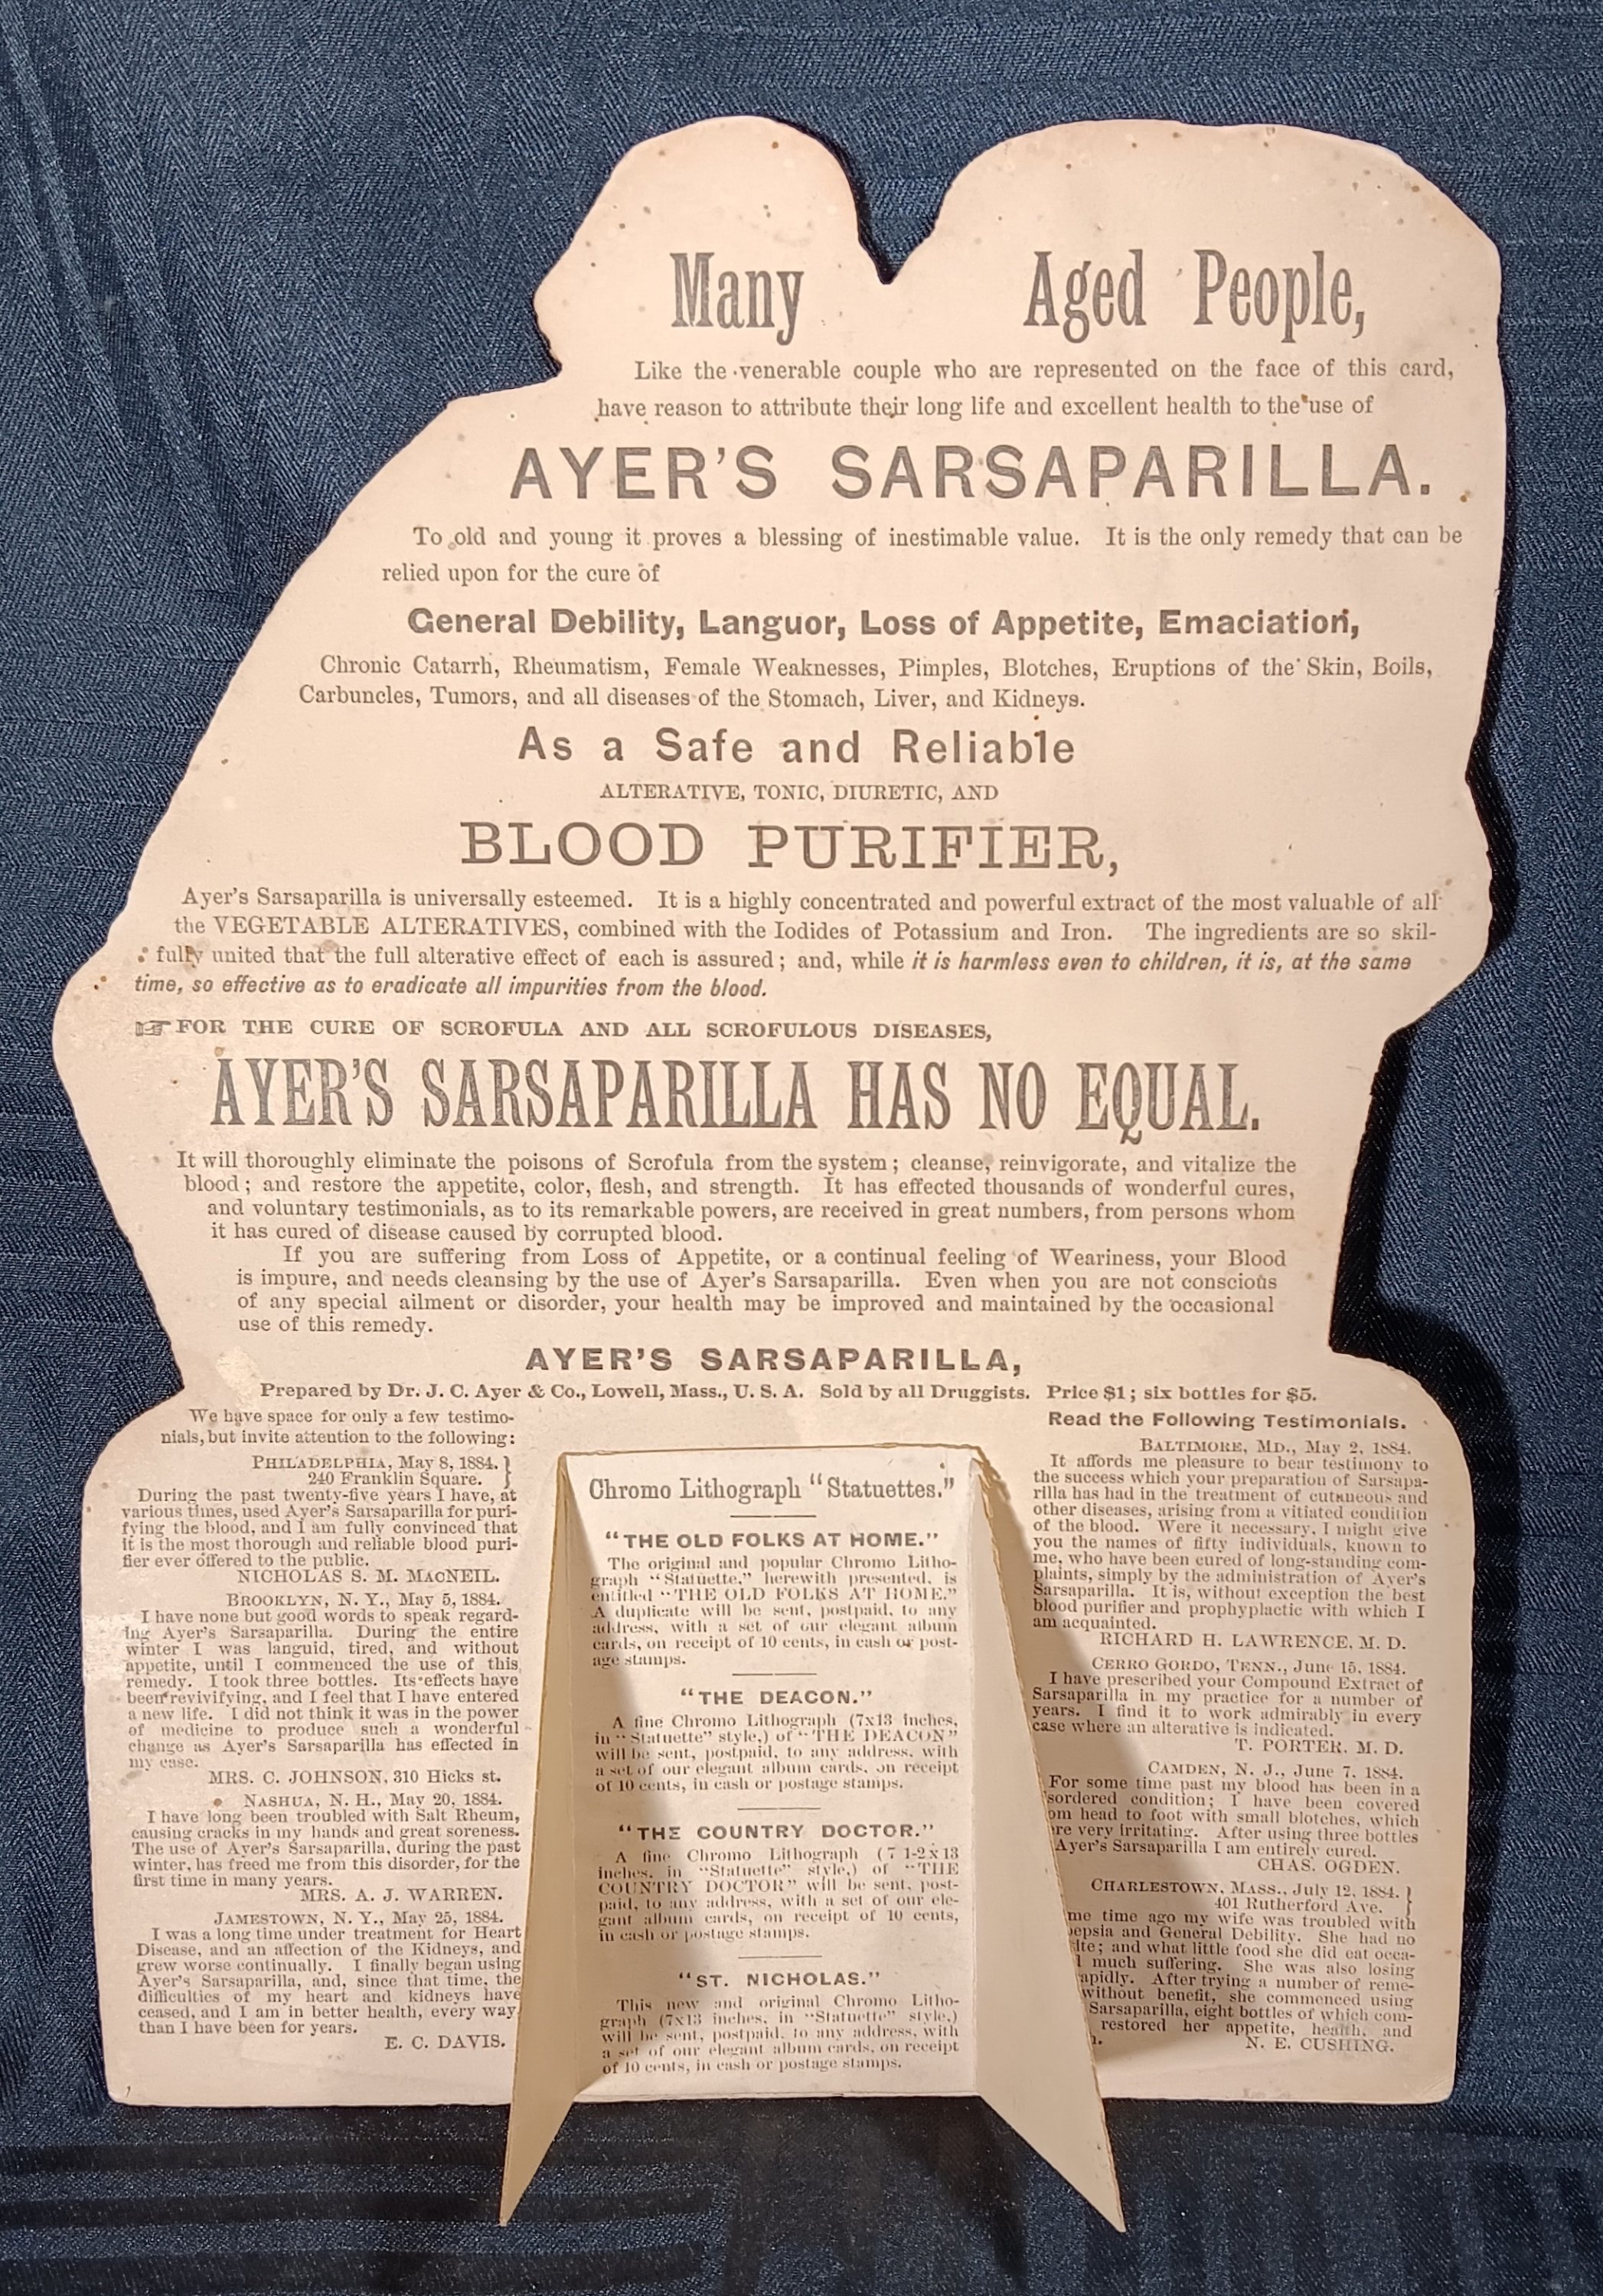 Many Aged People,
Like the venerable couple who are represented on the face of this card,
have reason to attribute their long life and excellent health to the use of
AYER'S SARSAPARILLA.
To old and young it proves a blessing of inestimable value. It is the only remedy that can be
relied upon for the cure of
General Debility, Languor, Loss of Appetite, Emaciation,
Chronic Catarrh, Rheumatism, Female Weaknesses, Pimples, Blotches, Eruptions of the Skin, Boils,
Carbuncles, Tumors, and all diseases of the Stomach, Liver, and Kidneys.
As a Safe and Reliable
ALTERATIVE, TONIC, DIURETIC, AND
BLOOD PURIFIER,
Ayer's Sarsaparilla is universally esteemed. It is a highly concentrated and powerful extract of the most valuable of all
the VEGETABLE ALTERATIVES, combined with the Iodides of Potassium and Iron. The ingredients are so skil-
fully united that the full alterative effect of each is assured; and, while it is harmless even to children, it is, at the same
time, so effective as to eradicate all impurities from the blood.
☞ FOR THE CURE OF SCROFULA AND ALL SCROFULOUS DISEASES,
AYER'S SARSAPARILLA HAS NO EQUAL.
It will thoroughly eliminate the poisons of Scrofula from the system; cleanse, reinvigorate, and vitalize the
blood; and restore the appetite, color, flesh, and strength. It has effected thousands of wonderful cures,
and voluntary testimonials, as to its remarkable powers, are received in great numbers, from persons whom
it has cured of disease caused by corrupted blood.
If you are suffering from Loss of Appetite, or a continual feeling of Weariness, your Blood
is impure, and needs cleansing by the use of Ayer's Sarsaparilla. Even when you are not conscious
of any special ailment or disorder, your health may be improved and maintained by the occasional
use of this remedy.
AYER'S SARSAPARILLA,
Prepared by Dr. J. C. Ayer & Co., Lowell, Mass., U. S. A. Sold by all Druggists. Price $1; six bottles for $5.
We have space for only a few testimo-
nials, but invite attention to the following:
PHILADELPHIA, May 8, 1884.
240 Franklin Square.
During the past twenty-five years I have, at
various times, used Ayer's Sarsaparilla for puri-
fying the blood, and I am fully convinced that
it is the most thorough and reliable blood puri-
fier ever offered to the public.
NICHOLAS S. M. MACNEIL.
BROOKLYN, N. Y., May 5, 1884.
I have none but good words to speak regard-
ing Ayer's Sarsaparilla. During the entire
winter I was languid, tired, and without
appetite, until I commenced the use of this
remedy. I took three bottles. Its effects have
been revivifying, and I feel that I have entered
a new life. I did not think it was in the power
of medicine to produce such a wonderful
change as Ayer's Sarsaparilla has effected in
my case.
MRS. C. JOHNSON, 310 Hicks st.
NASHUA, N. H., May 20, 1884.
I have long been troubled with Salt Rheum,
causing cracks in my hands and great soreness.
The use of Ayer's Sarsaparilla, during the past
winter, has freed me from this disorder, for the
first time in many years.
MRS. A. J. WARREN.
JAMESTOWN, N. Y., May 25, 1884.
I was a long time under treatment for Heart
Disease, and an affection of the Kidneys, and
grew worse continually. I finally began using
Ayer's Sarsaparilla, and, since that time, the
difficulties of my heart and kidneys have
ceased, and I am in better health, every way,
than I have been for years.
E. C. DAVIS.
Chromo Lithograph "Statuettes."
"THE OLD FOLKS AT HOME."
The original and popular Chromo Litho-
graph "Statuette," herewith presented, is
entitled "THE OLD FOLKS AT HOME."
A duplicate will be sent, postpaid, to any
address, with a set of our elegant album
cards, on receipt of 10 cents, in cash or post-
age stamps.
"THE DEACON."
A fine Chromo Lithograph (7x13 inches,
in "Statuette" style,) of "THE DEACON"
will be sent, postpaid, to any address, with
a set of our elegant album cards, on receipt
of 10 cents, in cash or postage stamps.
"THE COUNTRY DOCTOR."
A fine Chromo Lithograph (7 1-2x13
inches, in "Statuette" style,) of "THE
COUNTRY DOCTOR" will be sent, post-
paid, to any address, with a set of our ele-
gant album cards, on receipt of 10 cents,
in cash or postage stamps.
"ST. NICHOLAS."
This new and original Chromo Litho-
graph (7x13 inches, in "Statuette" style,)
will be sent, postpaid, to any address, with
a set of our elegant album cards, on receipt
of 10 cents, in cash or postage stamps.
Read the Following Testimonials.
BALTIMORE, MD., May 2, 1884.
It affords me pleasure to bear testimony to
the success which your preparation of Sarsapa-
rilla has had in the treatment of cutaneous and
other diseases, arising from a vitiated condition
of the blood. Were it necessary, I might give
you the names of fifty individuals, known to
me, who have been cured of long-standing com-
plaints, simply by the administration of Ayer's
Sarsaparilla. It is, without exception the best
blood purifier and prophyplactic with which I
am acquainted.
RICHARD H. LAWRENCE, M. D.
CERRO GORDO, TENN., June 15, 1884.
I have prescribed your Compound Extract of
Sarsaparilla in my practice for a number of
years. I find it to work admirably in every
case where an alterative is indicated.
T. PORTER, M. D.
CAMDEN, N. J., June 7, 1884.
For some time past my blood has been in a
sordered condition; I have been covered
om head to foot with small blotches, which
re very irritating. After using three bottles
Ayer's Sarsaparilla I am entirely cured.
CHAS. OGDEN.
CHARLESTOWN, MASS., July 12, 1884.
401 Rutherford Ave.
me time ago my wife was troubled with
epsia and General Debility. She had no
ite; and what little food she did eat occa-
much suffering. She was also losing
apidly. After trying a number of reme-
without benefit, she commenced using
Sarsaparilla, eight bottles of which com-
restored her appetite, health, and
N. E. CUSHING.